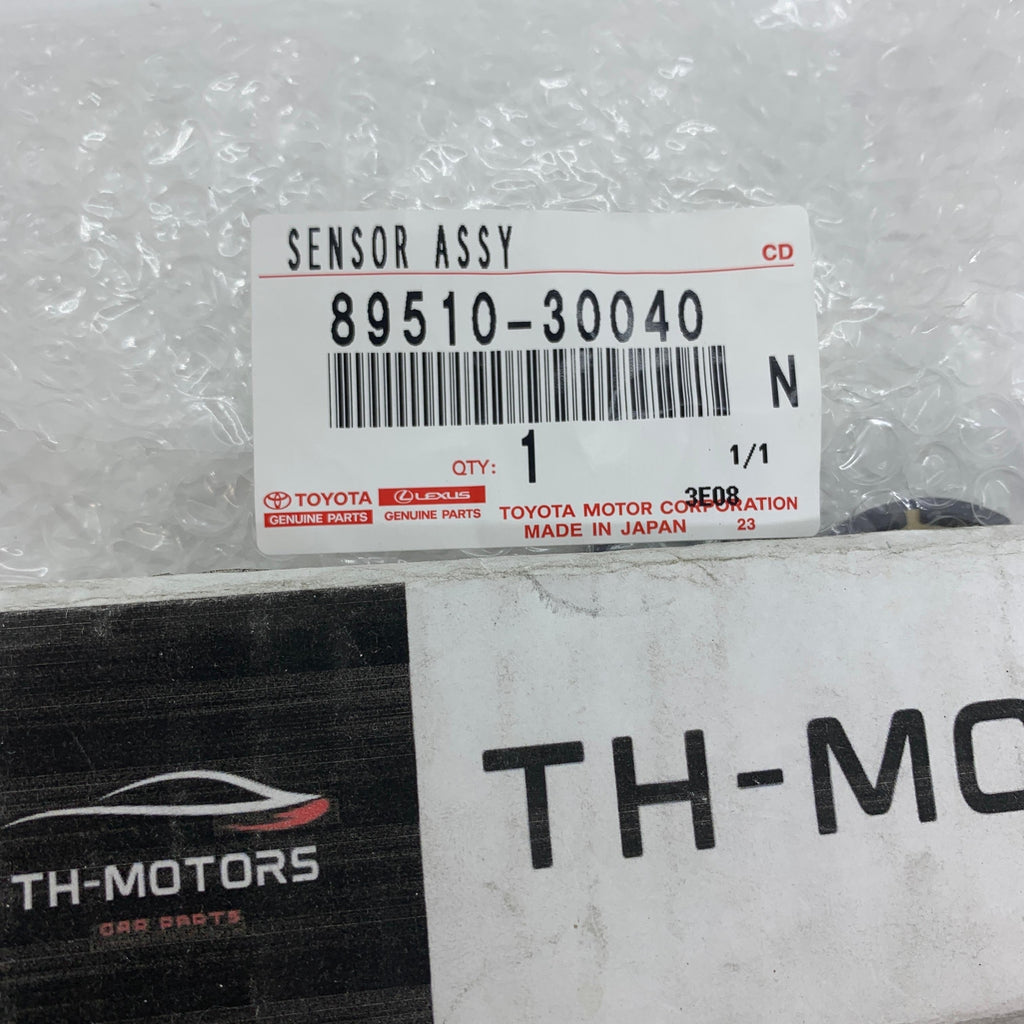 SENSOR ASSY
CD
89510-30040
N
QTY: 1
1/1
3E08
TOYOTA
GENUINE PARTS
LEXUS
GENUINE PARTS
TOYOTA MOTOR CORPORATION
MADE IN JAPAN 23
TH-MO
TH-MOTORS
CAR PARTS